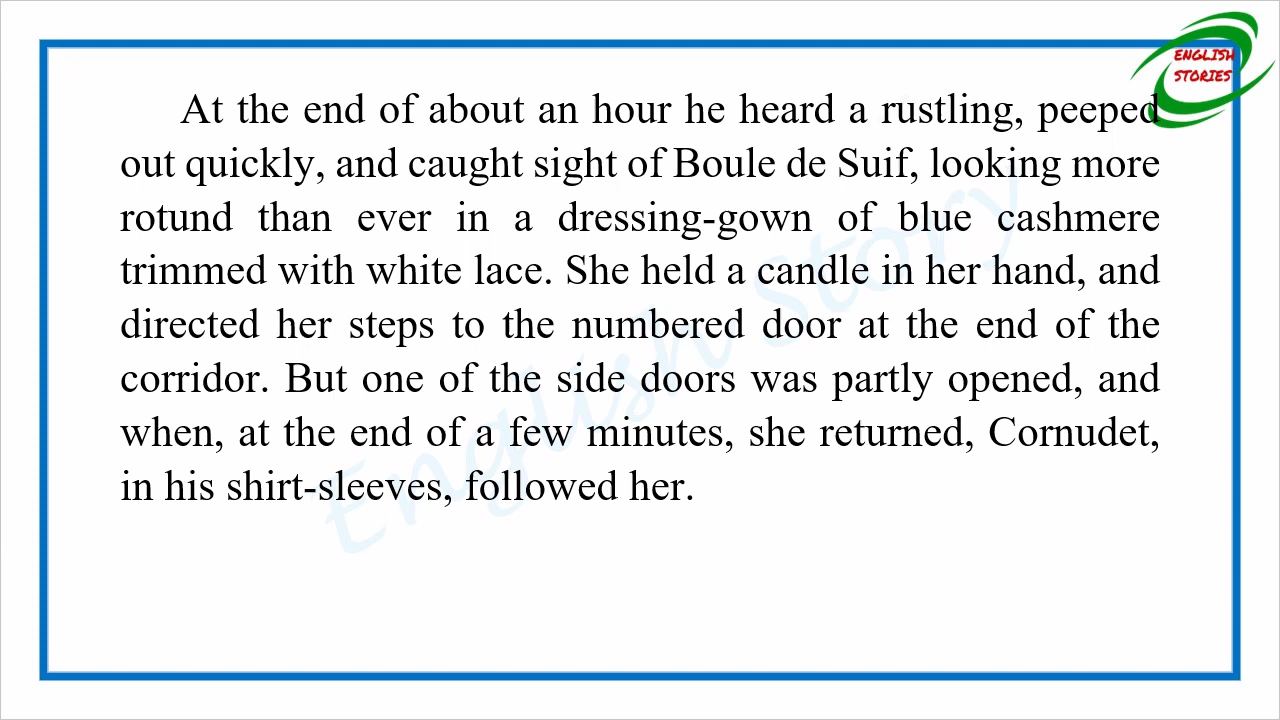 ENGLISH
STORIES
At the end of about an hour he heard a rustling, peeped
out quickly, and caught sight of Boule de Suif, looking more
rotund than ever in a dressing-gown of blue cashmere
trimmed with white lace. She held a candle in her hand, and
directed her steps to the numbered door at the end of the
corridor. But one of the side doors was partly opened, and
when, at the end of a few minutes, she returned, Cornudet,
in his shirt-sleeves, followed her.
English Story